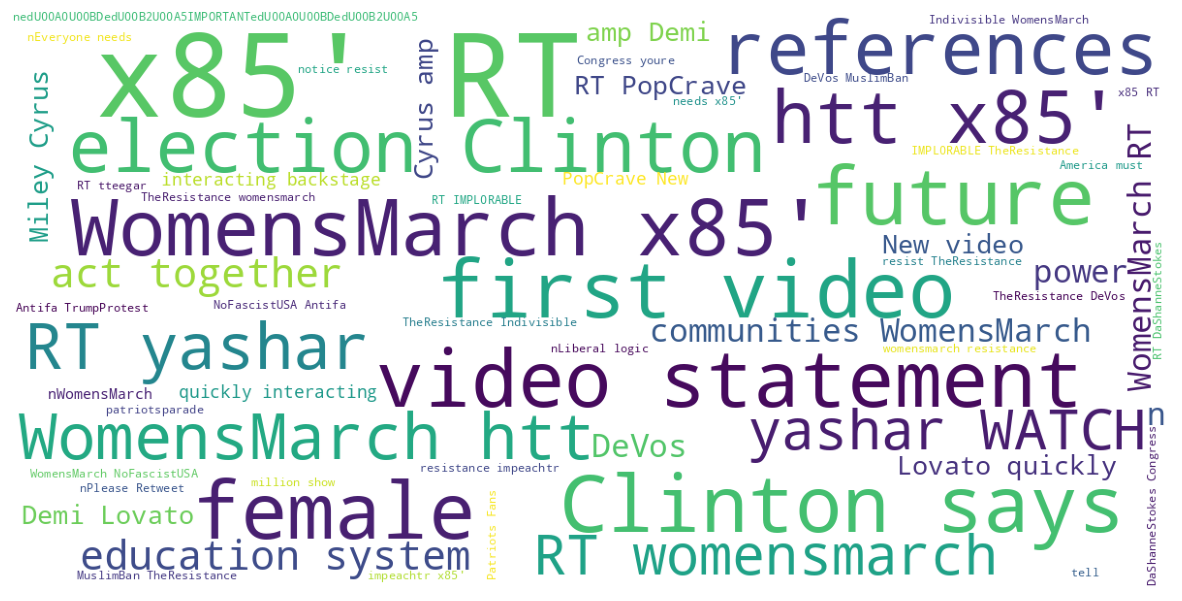 nedU00A0U00BDedU00B2U00A5IMPORTANTedU00A0U00BDedU00B2U00A5
Indivisible WomensMarch
nEveryone needs
x85'
RT
amp Demi
references
notice resist
Cyrus amp
Congress youre
RT PopCrave
DeVos MuslimBan
needs x85'
htt x85'
x85 RT
Miley Cyrus
election
Clinton
IMPLORABLE TheResistance
America must
RT tteegar
interacting backstage
PopCrave New
future
TheResistance womensmarch
RT IMPLORABLE
WomensMarch x85'
WomensMarch RT
New video
resist TheResistance
act together
first video
power
RT DaShanneStokes
TheResistance DeVos
Antifa TrumpProtest
NoFascistUSA Antifa
RT yashar
TheResistance Indivisible
communities WomensMarch
nLiberal logic
womensmarch resistance
nWomensMarch
quickly interacting
video statement
patriotsparade
WomensMarch htt
DeVos
yashar WATCH
n
resistance impeachtr
Lovato quickly
WomensMarch NoFascistUSA
nPlease Retweet
million show
female
Clinton says
Demi Lovato
Patriots Fans
DaShanneStokes Congress
education system
RT womensmarch
MuslimBan TheResistance
impeachtr x85'
tell